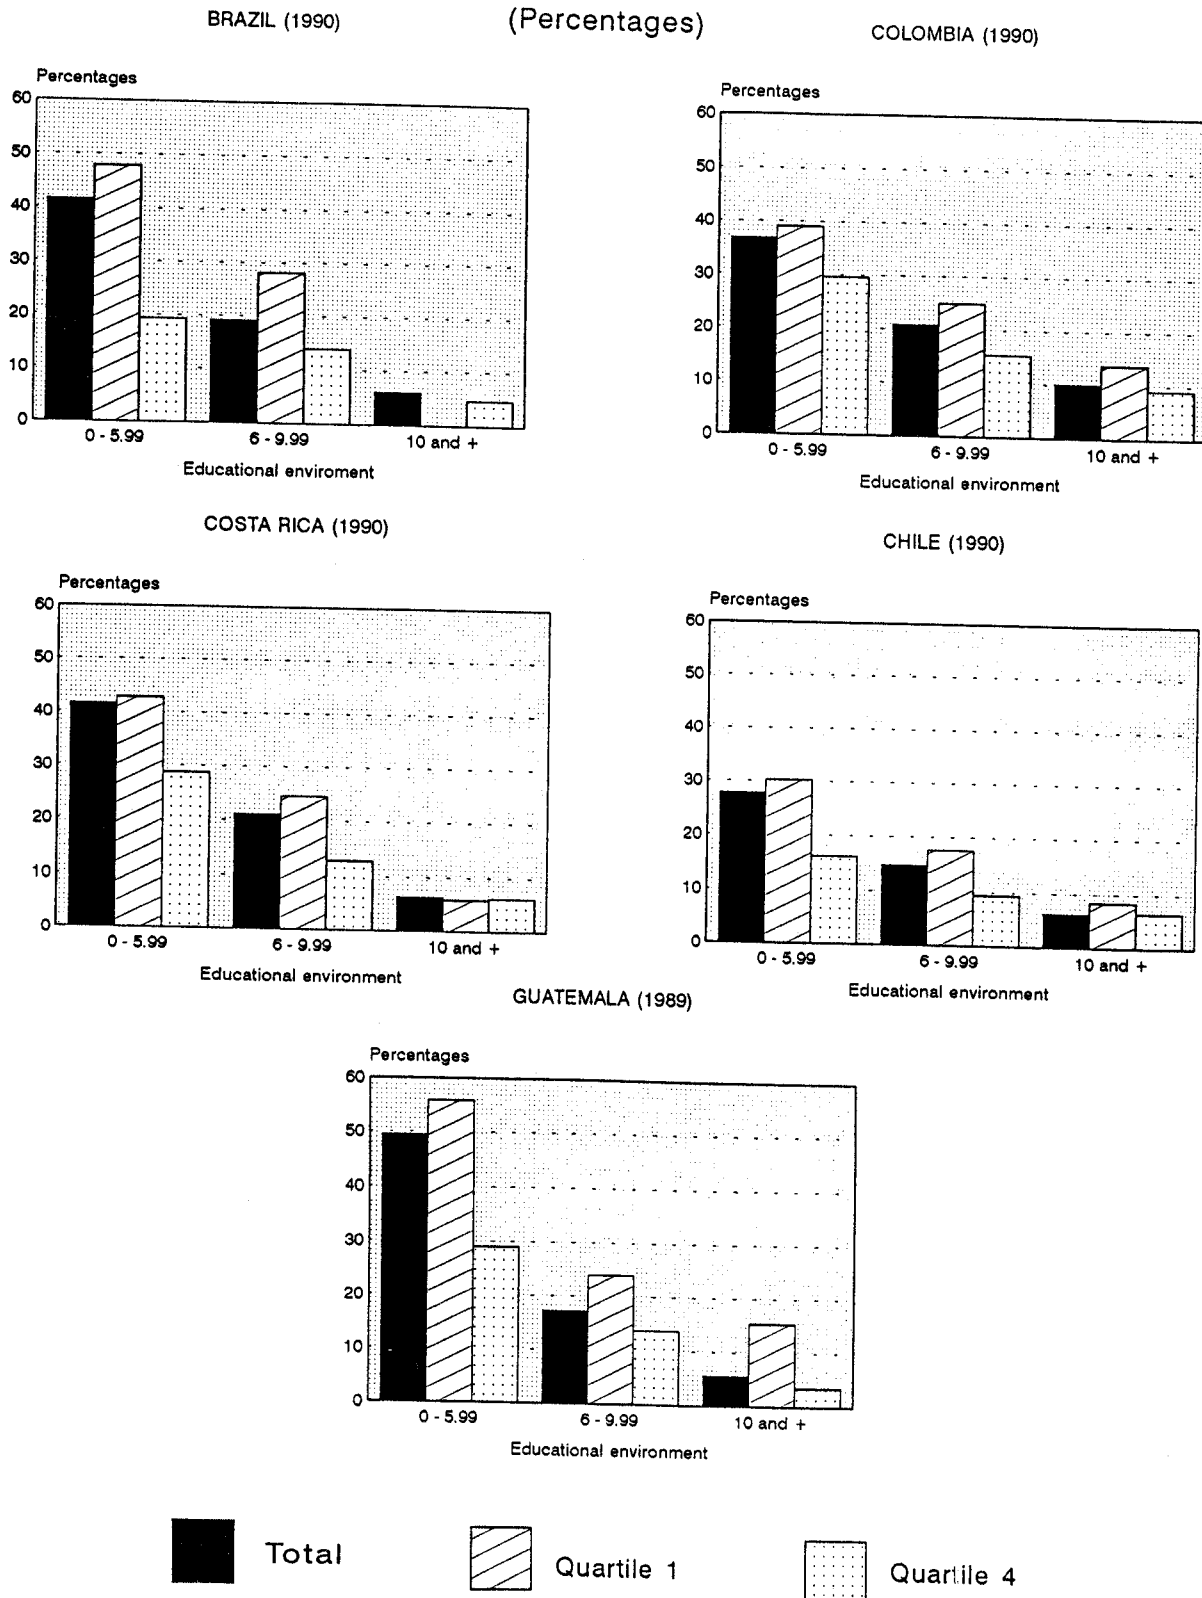 (Percentages)
BRAZIL (1990)
Percentages
60
50
40
30
20
10
0
0 - 5.99 6 - 9.99 10 and +
Educational enviroment
COLOMBIA (1990)
Percentages
60
50
40
30
20
10
0
0 - 5.99 6 - 9.99 10 and +
Educational environment
COSTA RICA (1990)
Percentages
60
50
40
30
20
10
0
0 - 5.99 6 - 9.99 10 and +
Educational environment
CHILE (1990)
Percentages
60
50
40
30
20
10
0
0 - 5.99 6 - 9.99 10 and +
Educational environment
GUATEMALA (1989)
Percentages
60
50
40
30
20
10
0
0 - 5.99 6 - 9.99 10 and +
Educational environment
Total Quartile 1 Quartile 4